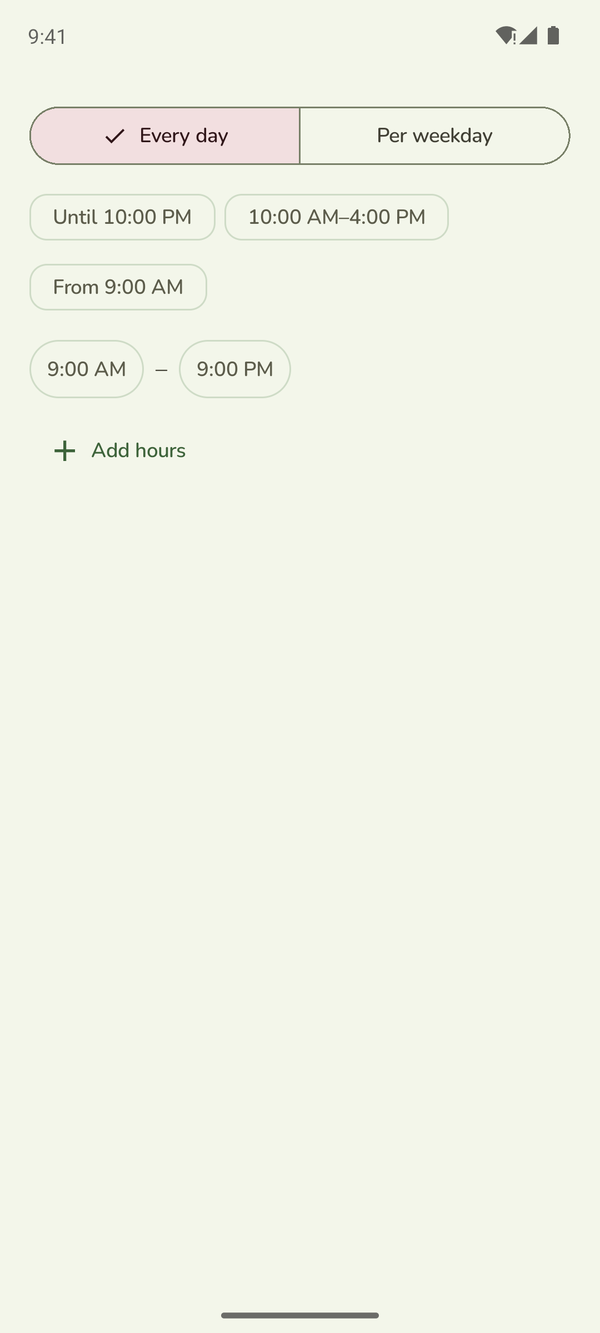 9:41
Every day
Per weekday
Until 10:00 PM
10:00 AM–4:00 PM
From 9:00 AM
9:00 AM – 9:00 PM
Add hours